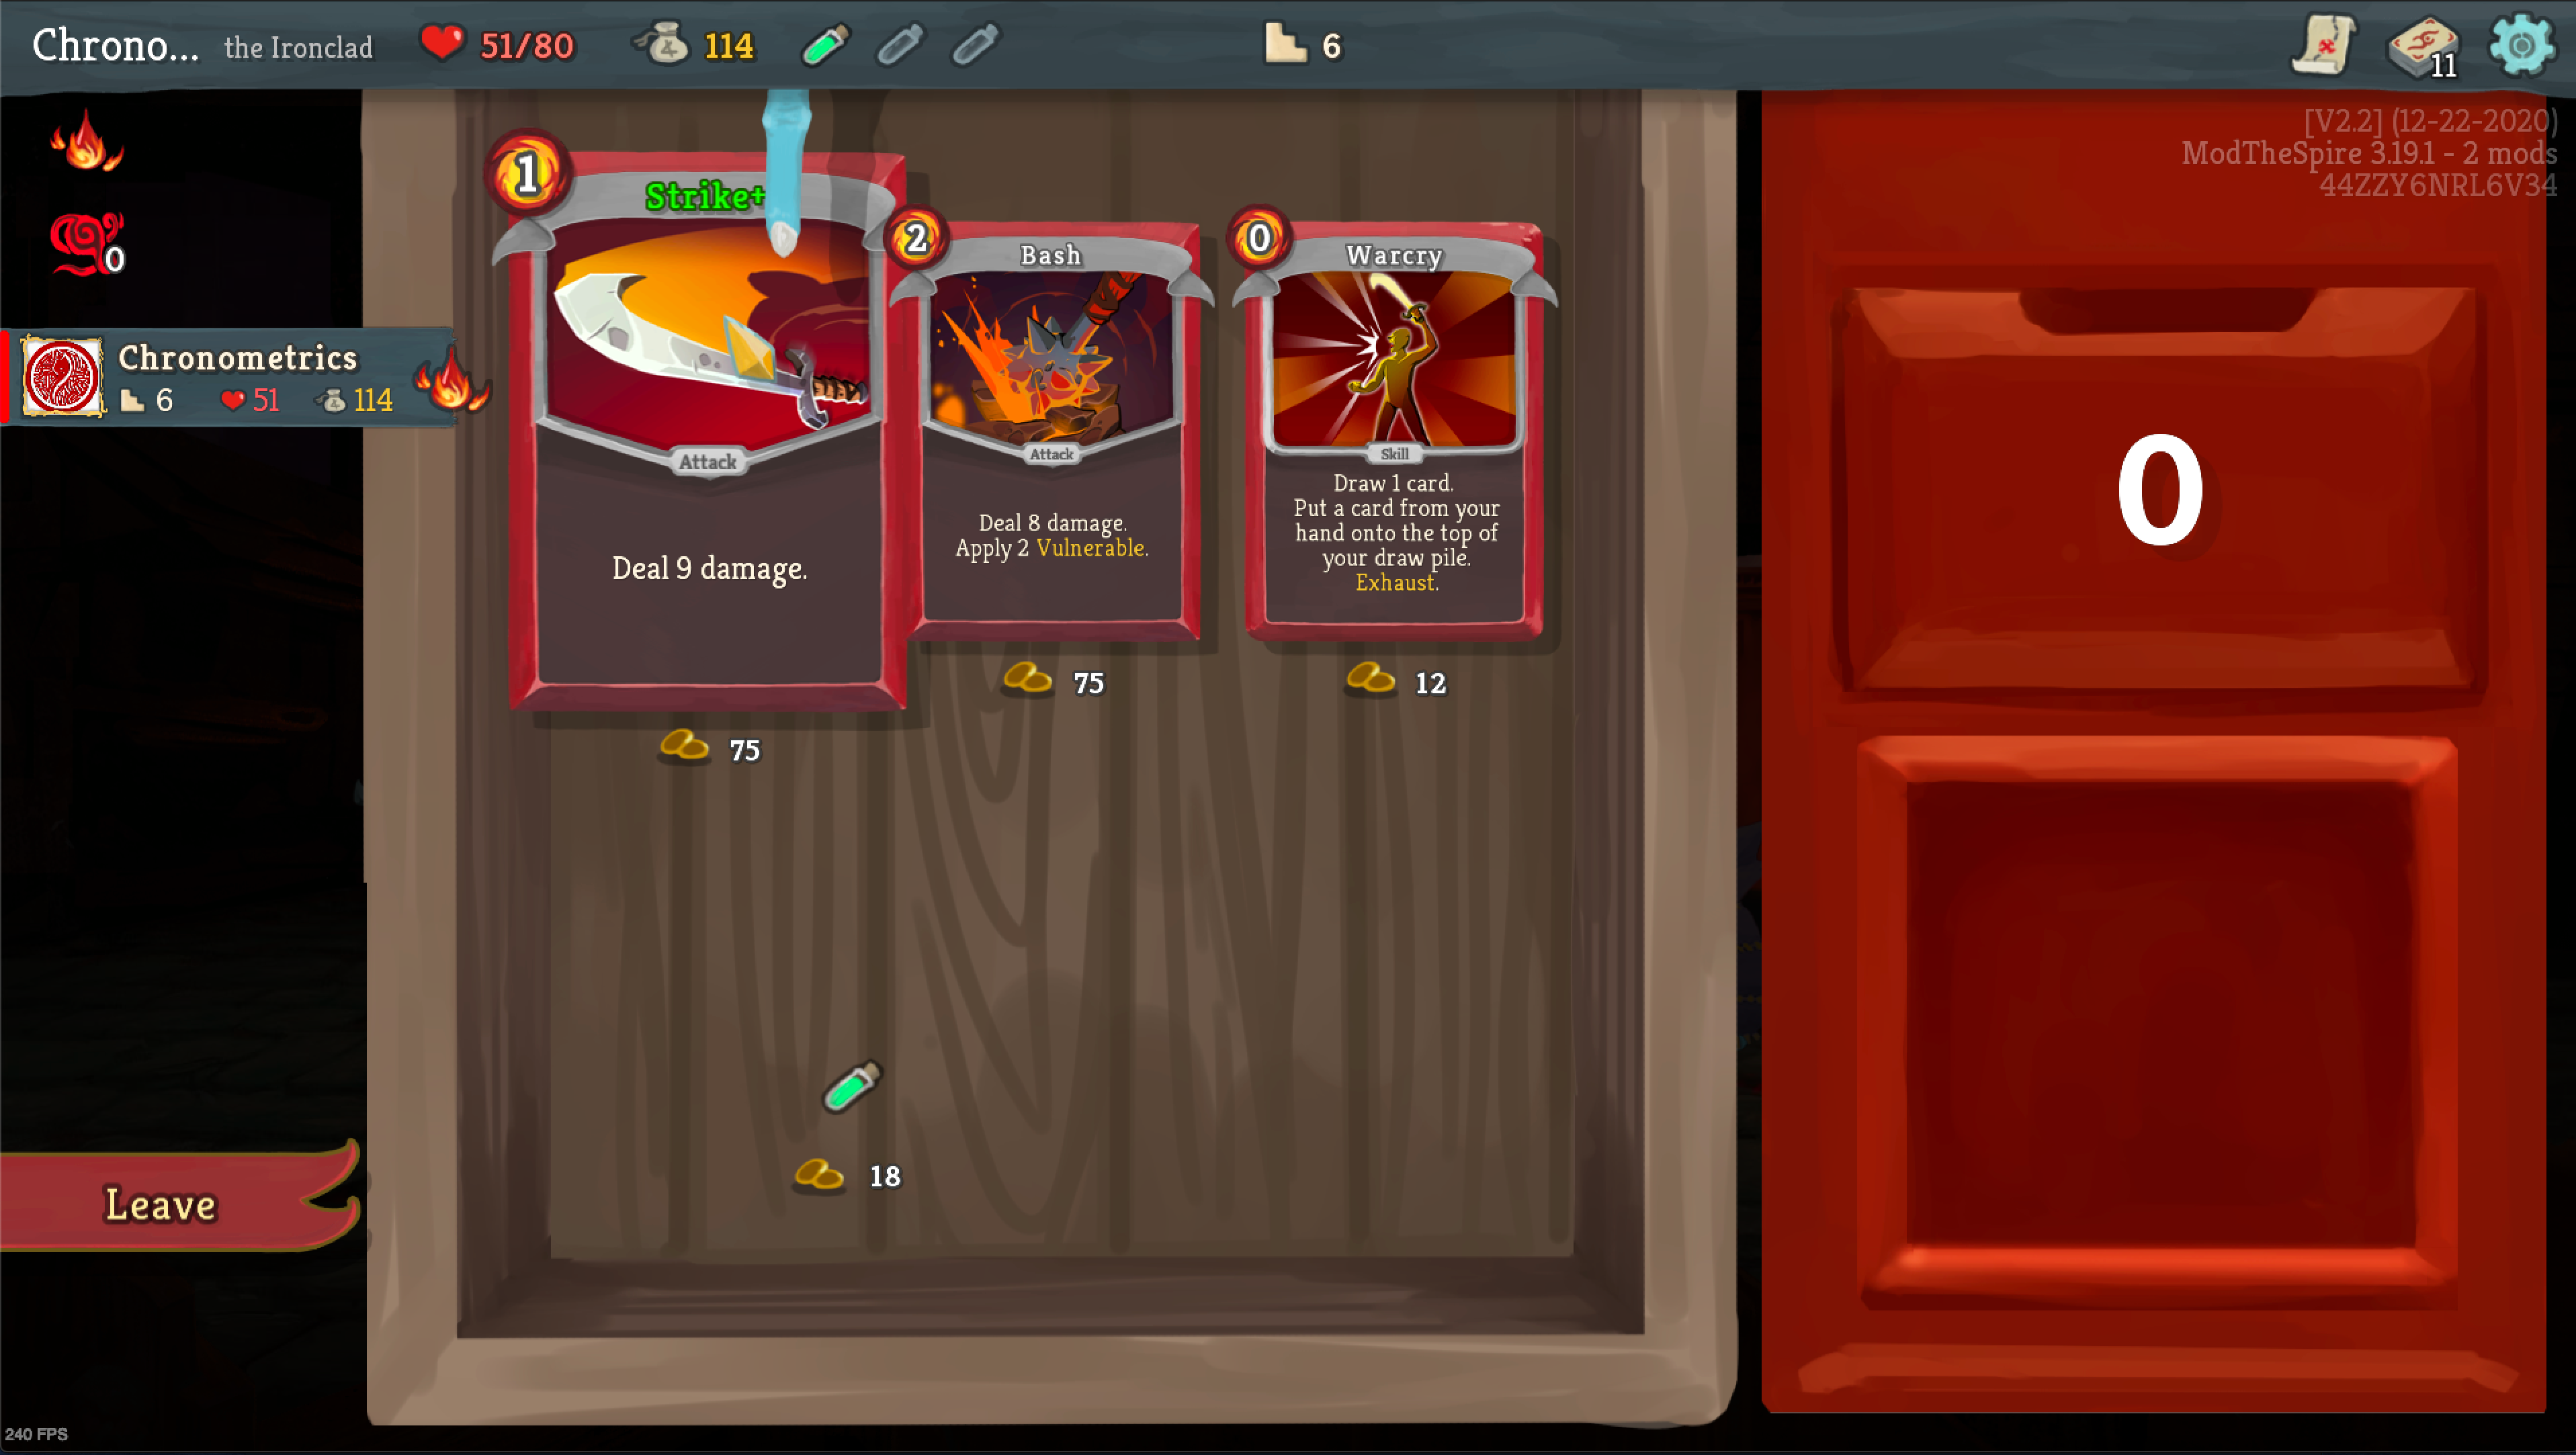 Chrono... the Ironclad 51/80 114 6 11
[V2.2] (12-22-2020)
ModTheSpire 3.19.1 - 2 mods
44ZZY6NRL6V34
0
Chronometrics
6 51 114
1
Strike+
Attack
Deal 9 damage.
75
2
Bash
Attack
Deal 8 damage.
Apply 2 Vulnerable.
75
0
Warcry
Skill
Draw 1 card.
Put a card from your
hand onto the top of
your draw pile.
Exhaust.
12
0
18
Leave
240 FPS